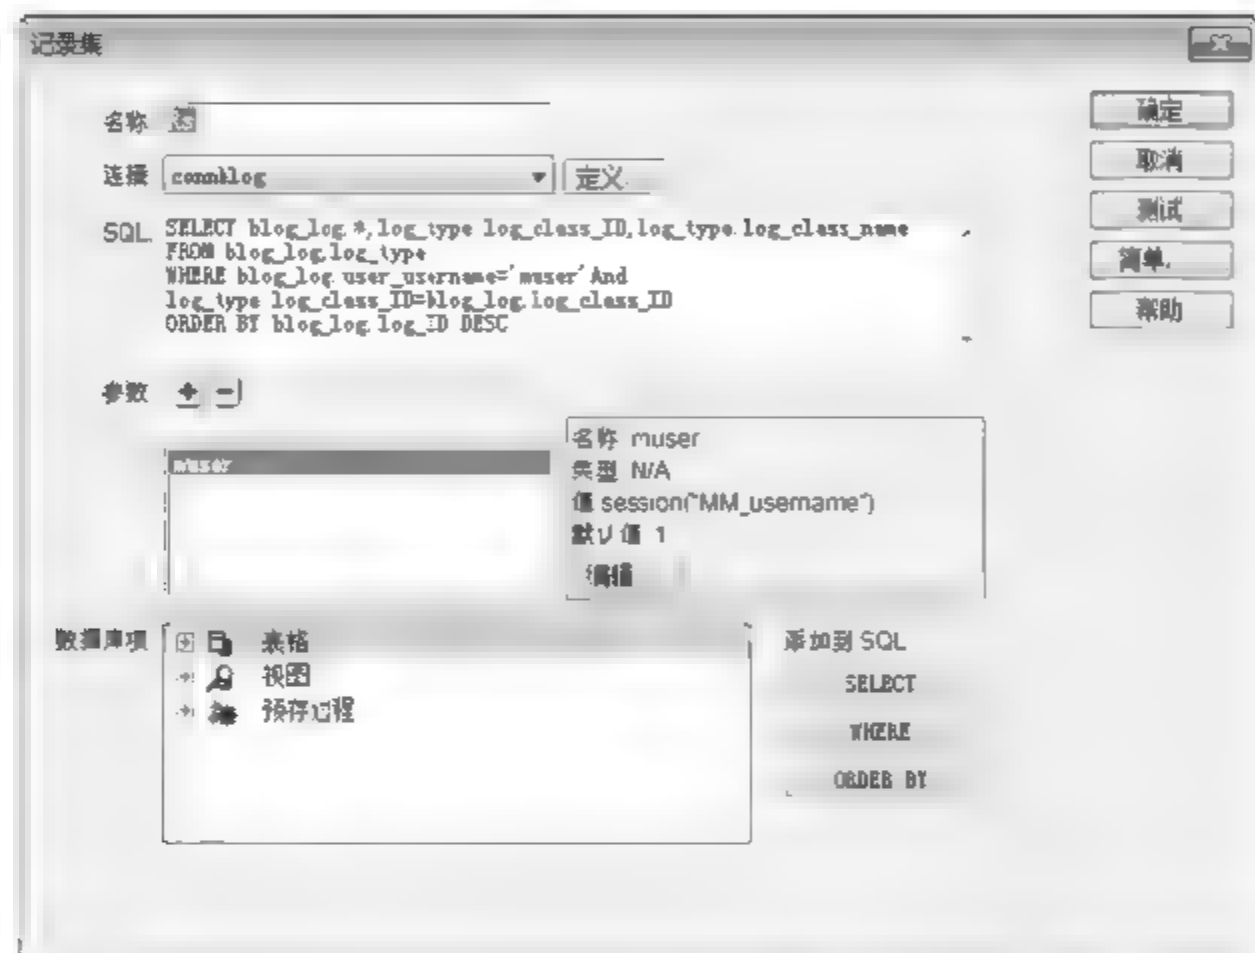 记录集
名称 Rs
确定
连接 connblog 定义...
取消
SQL: SELECT blog_log.*,log_type.log_class_ID,log_type.log_class_name
FROM blog_log,log_type
WHERE blog_log.user_username='muser'And
log_type.log_class_ID=blog_log.log_class_ID
ORDER BY blog_log.log_ID DESC
测试
简单...
帮助
参数
muser
名称 muser
类型 N/A
值 session("MM_username")
默认值 1
编辑
数据库项
表格
视图
预存过程
添加到 SQL
SELECT
WHERE
ORDER BY